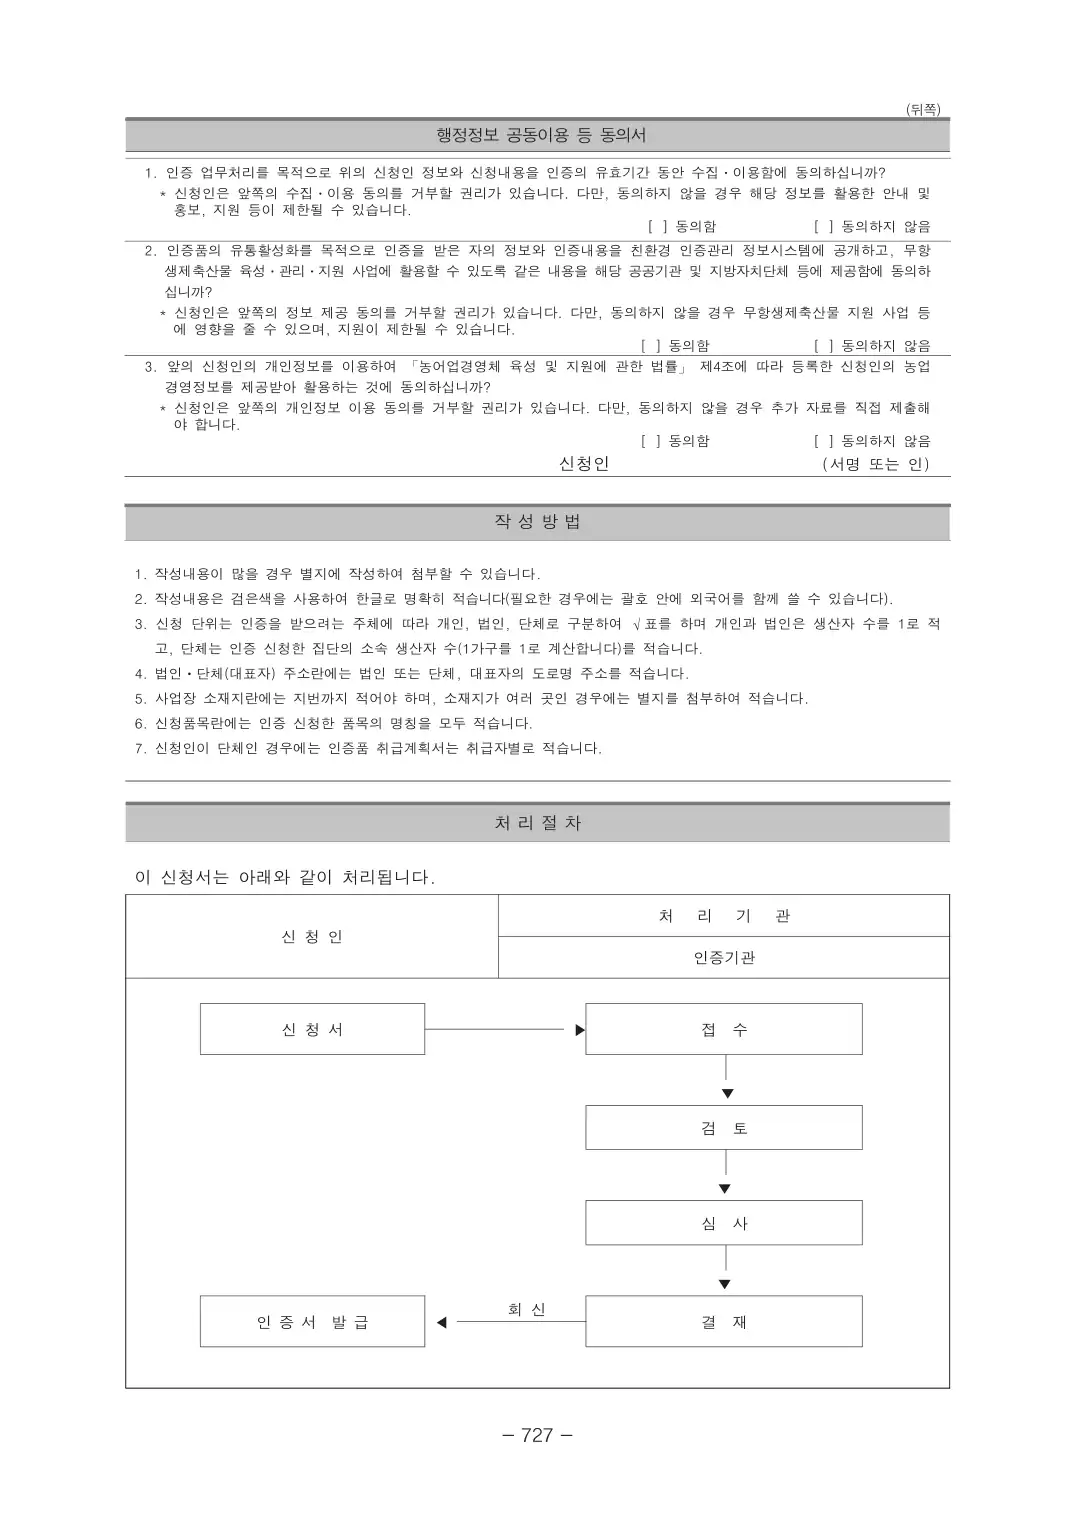 (뒤쪽)
행정정보 공동이용 등 동의서
1. 인증 업무처리를 목적으로 위의 신청인 정보와 신청내용을 인증의 유효기간 동안 수집·이용함에 동의하십니까?
* 신청인은 앞쪽의 수집·이용 동의를 거부할 권리가 있습니다. 다만, 동의하지 않을 경우 해당 정보를 활용한 안내 및
홍보, 지원 등이 제한될 수 있습니다.
[ ] 동의함 [ ] 동의하지 않음
2. 인증품의 유통활성화를 목적으로 인증을 받은 자의 정보와 인증내용을 친환경 인증관리 정보시스템에 공개하고, 무항
생제축산물 육성·관리·지원 사업에 활용할 수 있도록 같은 내용을 해당 공공기관 및 지방자치단체 등에 제공함에 동의하
십니까?
* 신청인은 앞쪽의 정보 제공 동의를 거부할 권리가 있습니다. 다만, 동의하지 않을 경우 무항생제축산물 지원 사업 등
에 영향을 줄 수 있으며, 지원이 제한될 수 있습니다.
[ ] 동의함 [ ] 동의하지 않음
3. 앞의 신청인의 개인정보를 이용하여 「농어업경영체 육성 및 지원에 관한 법률」 제4조에 따라 등록한 신청인의 농업
경영정보를 제공받아 활용하는 것에 동의하십니까?
* 신청인은 앞쪽의 개인정보 이용 동의를 거부할 권리가 있습니다. 다만, 동의하지 않을 경우 추가 자료를 직접 제출해
야 합니다.
[ ] 동의함 [ ] 동의하지 않음
신청인 (서명 또는 인)
작 성 방 법
1. 작성내용이 많을 경우 별지에 작성하여 첨부할 수 있습니다.
2. 작성내용은 검은색을 사용하여 한글로 명확히 적습니다(필요한 경우에는 괄호 안에 외국어를 함께 쓸 수 있습니다).
3. 신청 단위는 인증을 받으려는 주체에 따라 개인, 법인, 단체로 구분하여 √표를 하며 개인과 법인은 생산자 수를 1로 적
고, 단체는 인증 신청한 집단의 소속 생산자 수(1가구를 1로 계산합니다)를 적습니다.
4. 법인·단체(대표자) 주소란에는 법인 또는 단체, 대표자의 도로명 주소를 적습니다.
5. 사업장 소재지란에는 지번까지 적어야 하며, 소재지가 여러 곳인 경우에는 별지를 첨부하여 적습니다.
6. 신청품목란에는 인증 신청한 품목의 명칭을 모두 적습니다.
7. 신청인이 단체인 경우에는 인증품 취급계획서는 취급자별로 적습니다.
처 리 절 차
이 신청서는 아래와 같이 처리됩니다.
신 청 인
처 리 기 관
인증기관
신 청 서
접 수
검 토
심 사
인 증 서 발 급
회 신
결 재
- 727 -